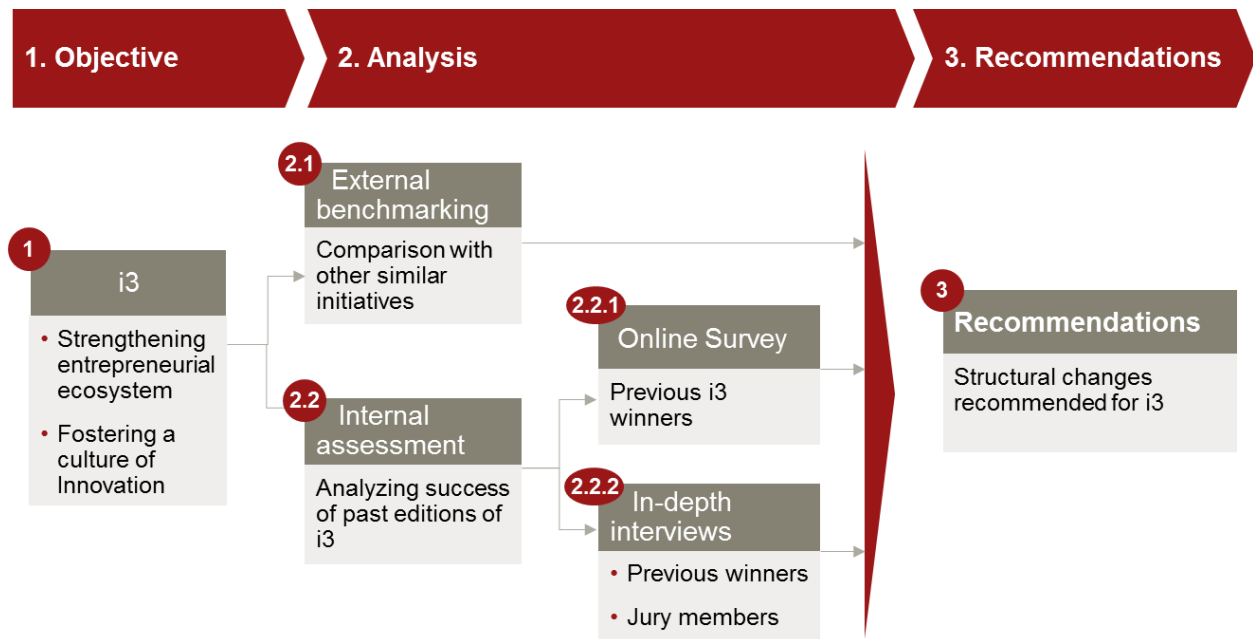 1. Objective
2. Analysis
3. Recommendations
1
i3
• Strengthening
entrepreneurial
ecosystem
• Fostering a
culture of
Innovation
2.1
External
benchmarking
Comparison with
other similar
initiatives
2.2
Internal
assessment
Analyzing success
of past editions of
i3
2.2.1
Online Survey
Previous i3
winners
2.2.2
In-depth
interviews
• Previous winners
• Jury members
3
Recommendations
Structural changes
recommended for i3